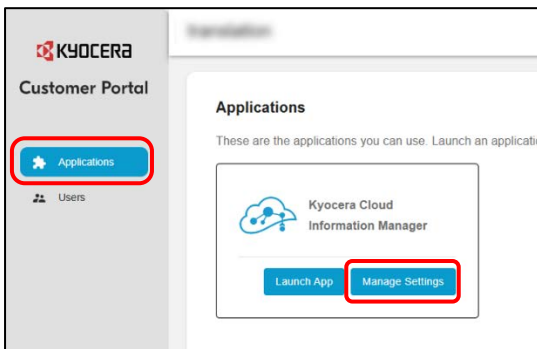 KYOCERA
Customer Portal
Applications
Users
Applications
These are the applications you can use. Launch an
Kyocera Cloud
Information Manager
Launch App
Manage Settings